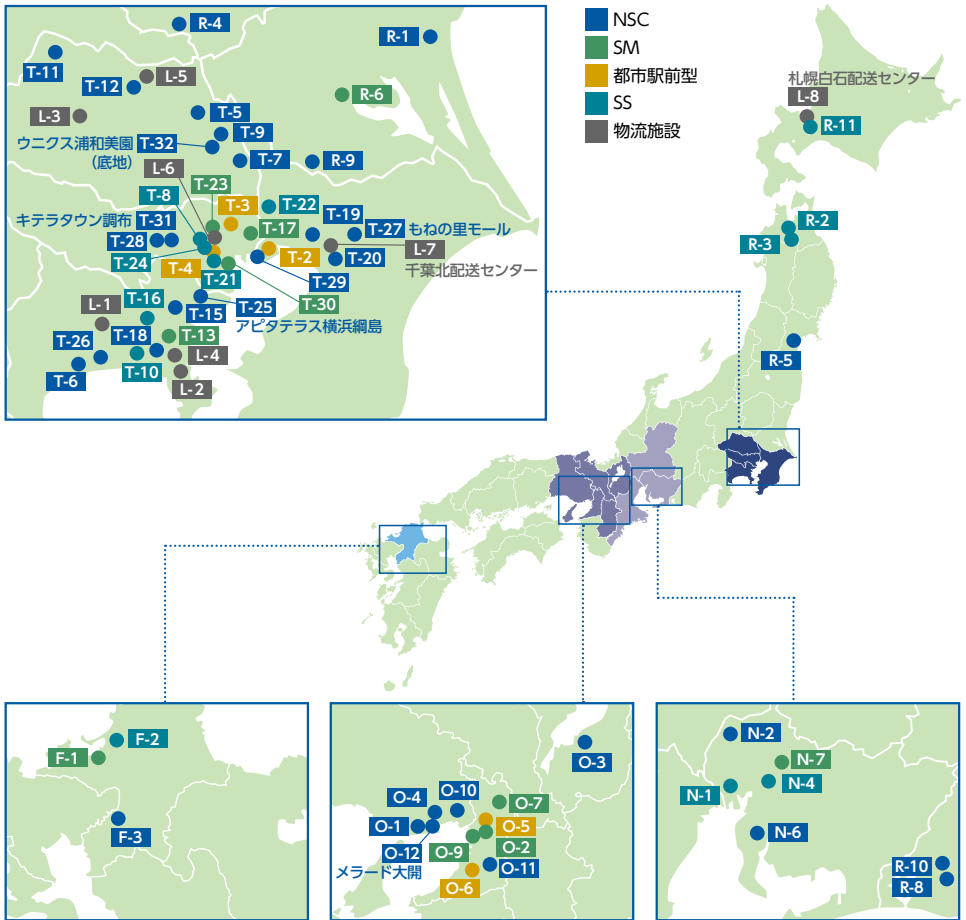 NSC
SM
都市駅前型
SS
物流施設
R-4
R-1
T-11
L-5
T-12
R-6
L-3
T-5
T-9
ウニクス浦和美園
(底地)
T-32
T-7
R-9
L-6
T-23
T-8
T-3
T-22
T-19
キテラタウン調布
T-31
T-17
T-27
もねの里モール
T-28
L-7
T-24
T-4
T-2
T-20
千葉北配送センター
T-21
T-29
T-16
L-1
T-25
T-30
T-15
アピタテラス横浜綱島
T-26
T-18
T-13
L-4
T-6
T-10
L-2
札幌白石配送センター
L-8
R-11
R-2
R-3
R-5
F-2
F-1
F-3
O-3
O-4
O-10
O-7
O-1
O-5
O-12
O-9
O-2
メラード大開
O-11
O-6
N-2
N-7
N-1
N-4
N-6
R-10
R-8